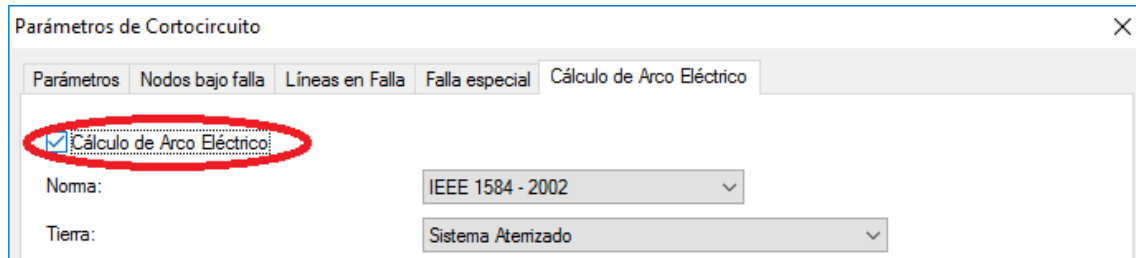 Parámetros de Cortocircuito
Parámetros Nodos bajo falla Líneas en Falla Falla especial Cálculo de Arco Eléctrico
Cálculo de Arco Eléctrico
Norma: IEEE 1584 - 2002
Tierra: Sistema Aterrizado